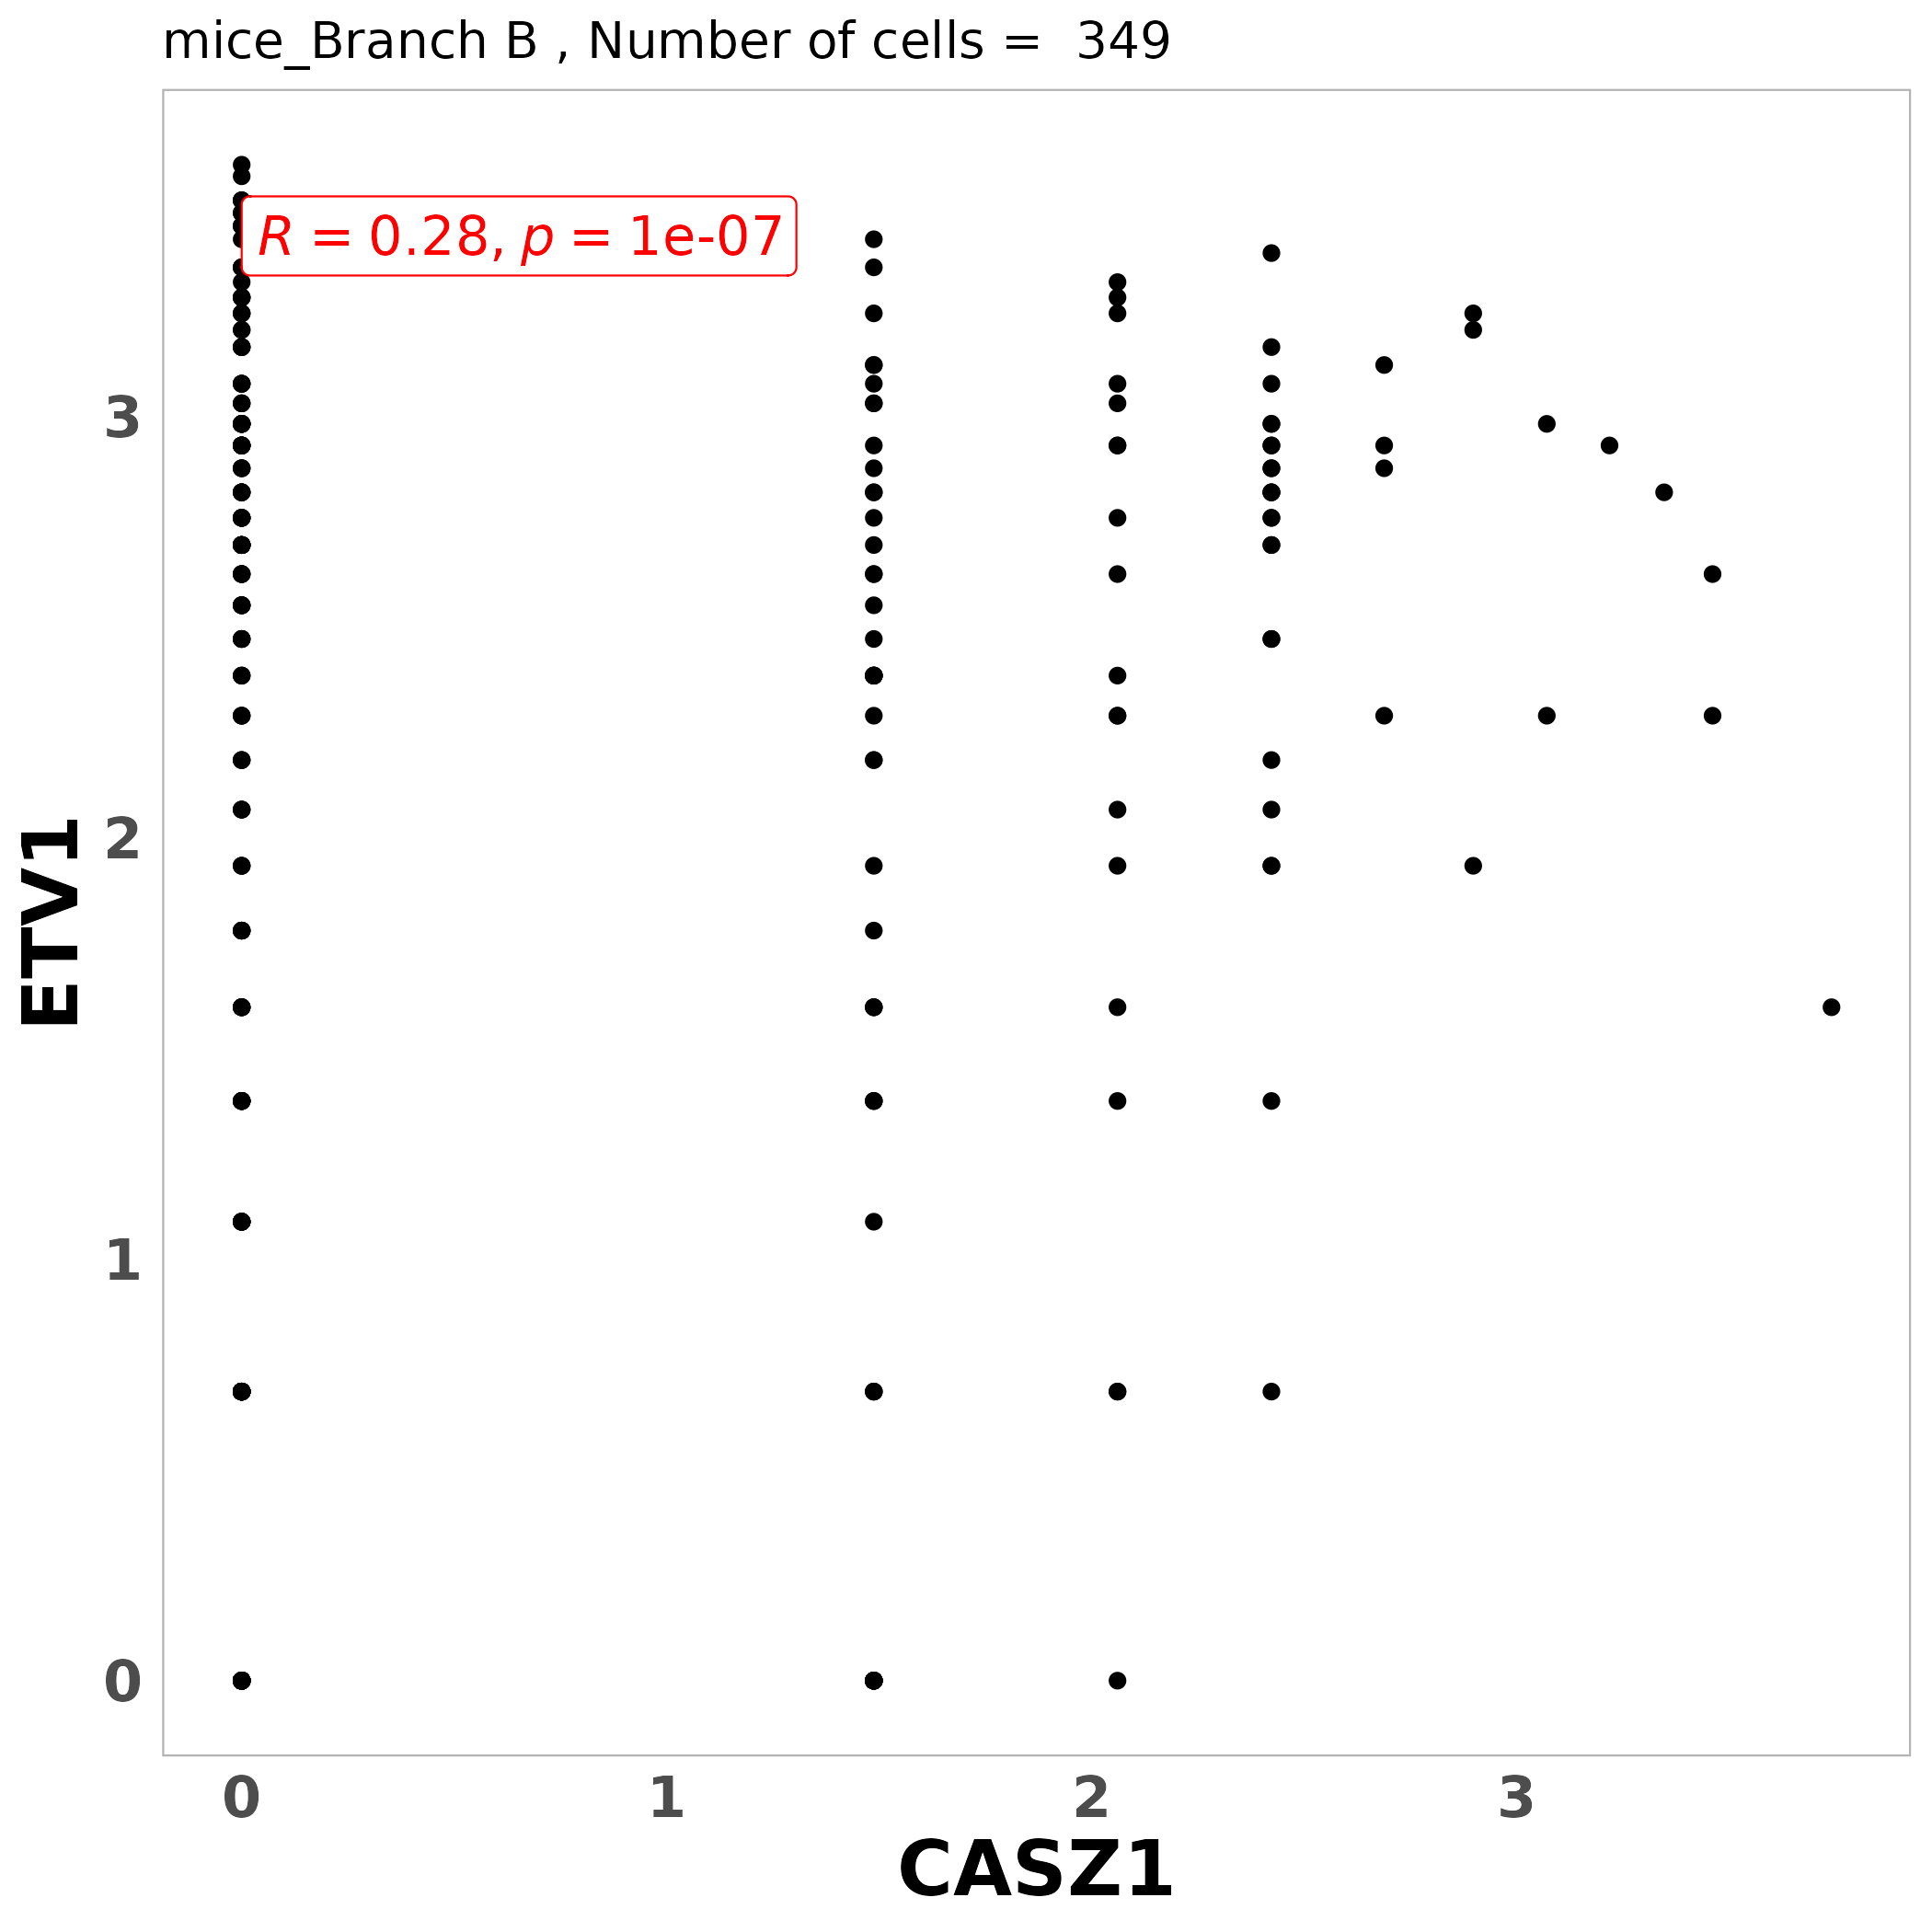 mice_Branch B , Number of cells =  349
R = 0.28, p = 1e-07
3
2
1
0
ETV1
0 1 2 3
CASZ1